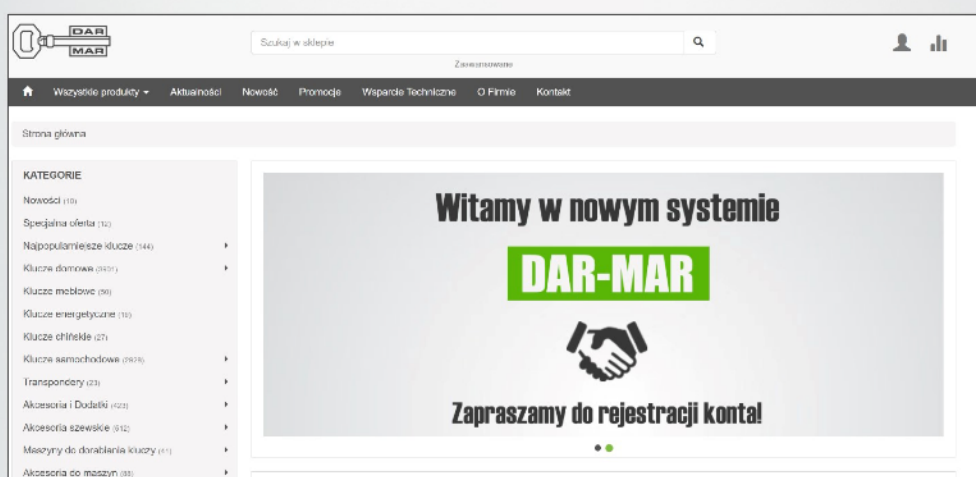 DAR
MAR
Szukaj w sklepie
Zaawansowane
Wszystkie produkty
Aktualności
Nowość
Promocje
Wsparcie Techniczne
O Firmie
Kontakt
Strona główna
KATEGORIE
Nowości (10)
Specjalna oferta (12)
Najpopularniejsze klucze (144)
Klucze domowe
Klucze meblowe (50)
Klucze energetyczne
Klucze chińskie (27)
Klucze samochodowe
Transpondery (23)
Akcesoria i Dodatki (423)
Akcesoria szewskie (612)
Maszyny do dorabiania kluczy
Akcesoria do maszyn
Witamy w nowym systemie
DAR-MAR
Zapraszamy do rejestracji konta!